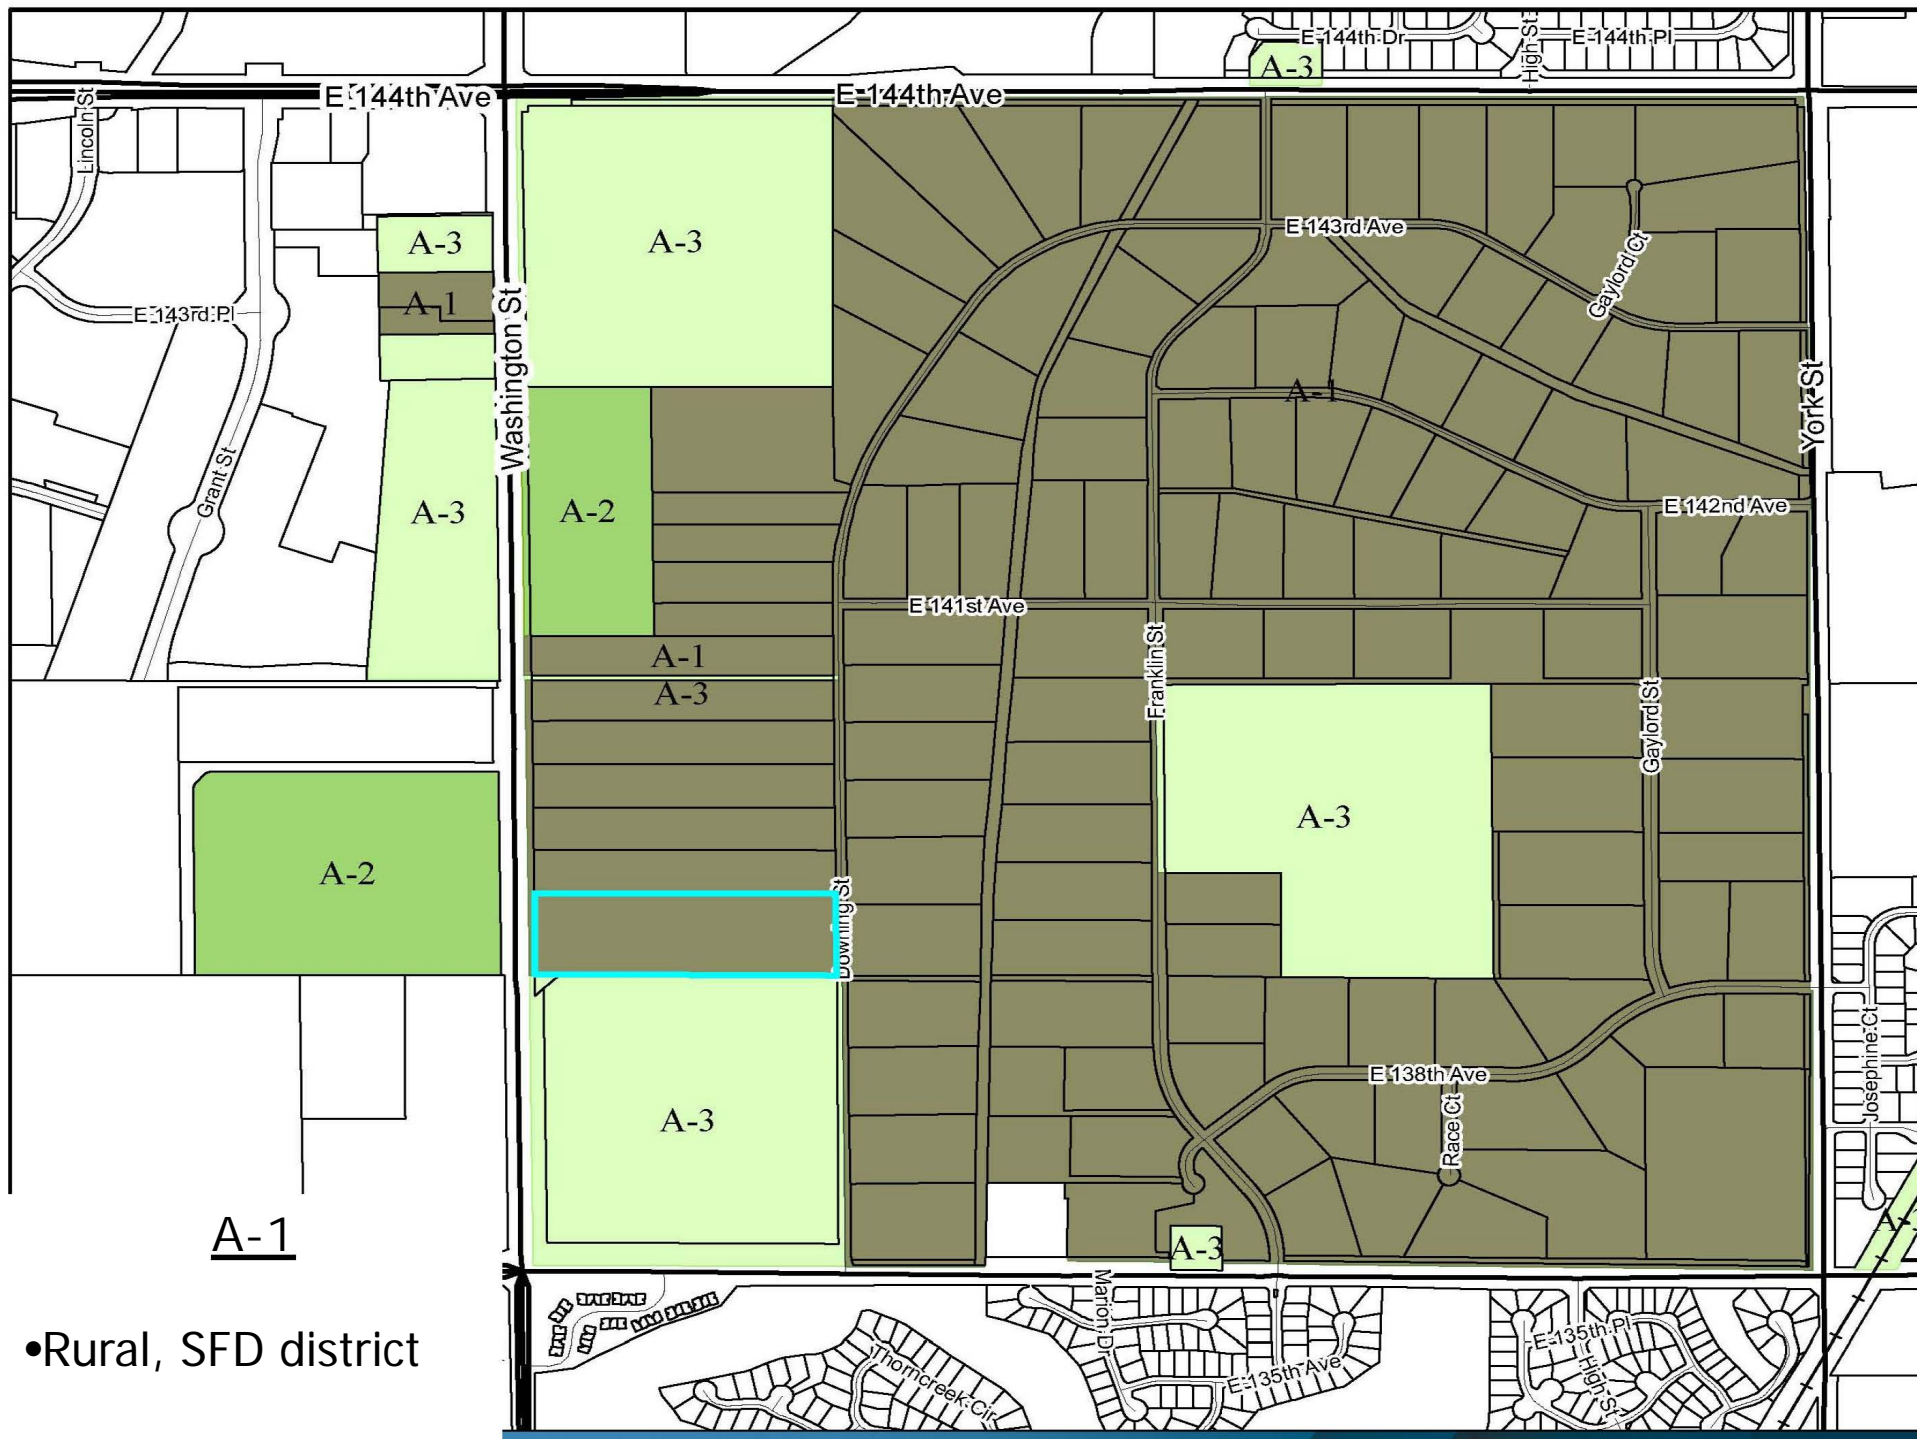 E 144th Dr
E 144th Pl
High St
A-3
Lincoln St
E 144th Ave
E 144th Ave
A-3
A-3
E 143rd Ave
Gaylord Ct
A-1
E 143rd Pl
Washington St
A-1
York St
Grant St
A-3
A-2
E 142nd Ave
E 141st Ave
A-1
Franklin St
A-3
Gaylord St
A-3
A-2
Downing St
E 138th Ave
Josephine Ct
A-3
Race Ct
A-1
A-3
Marion Dr
E 135th Pl
•Rural, SFD district
Thorncreek Cir
E 135th Ave
High St